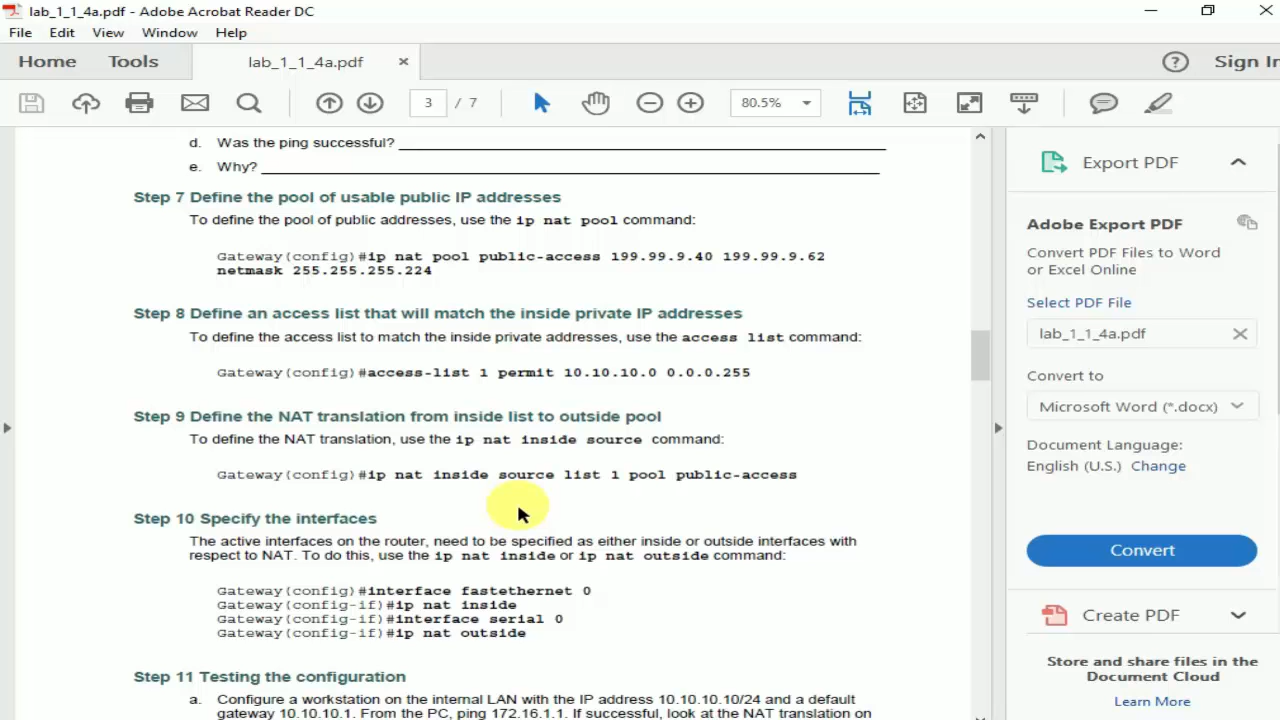 lab_1_1_4a.pdf - Adobe Acrobat Reader DC
File Edit View Window Help
Home Tools lab_1_1_4a.pdf × ? Sign In
3 / 7 80.5%
d. Was the ping successful?
e. Why?
Step 7 Define the pool of usable public IP addresses
To define the pool of public addresses, use the ip nat pool command:
Gateway(config)#ip nat pool public-access 199.99.9.40 199.99.9.62
netmask 255.255.255.224
Step 8 Define an access list that will match the inside private IP addresses
To define the access list to match the inside private addresses, use the access list command:
Gateway(config)#access-list 1 permit 10.10.10.0 0.0.0.255
Step 9 Define the NAT translation from inside list to outside pool
To define the NAT translation, use the ip nat inside source command:
Gateway(config)#ip nat inside source list 1 pool public-access
Step 10 Specify the interfaces
The active interfaces on the router, need to be specified as either inside or outside interfaces with
respect to NAT. To do this, use the ip nat inside or ip nat outside command:
Gateway(config)#interface fastethernet 0
Gateway(config-if)#ip nat inside
Gateway(config-if)#interface serial 0
Gateway(config-if)#ip nat outside
Step 11 Testing the configuration
a. Configure a workstation on the internal LAN with the IP address 10.10.10.10/24 and a default
gateway 10.10.10.1. From the PC, ping 172.16.1.1. If successful, look at the NAT translation on
Export PDF
Adobe Export PDF
Convert PDF Files to Word
or Excel Online
Select PDF File
lab_1_1_4a.pdf
Convert to
Microsoft Word (*.docx)
Document Language:
English (U.S.) Change
Convert
Create PDF
Store and share files in the
Document Cloud
Learn More